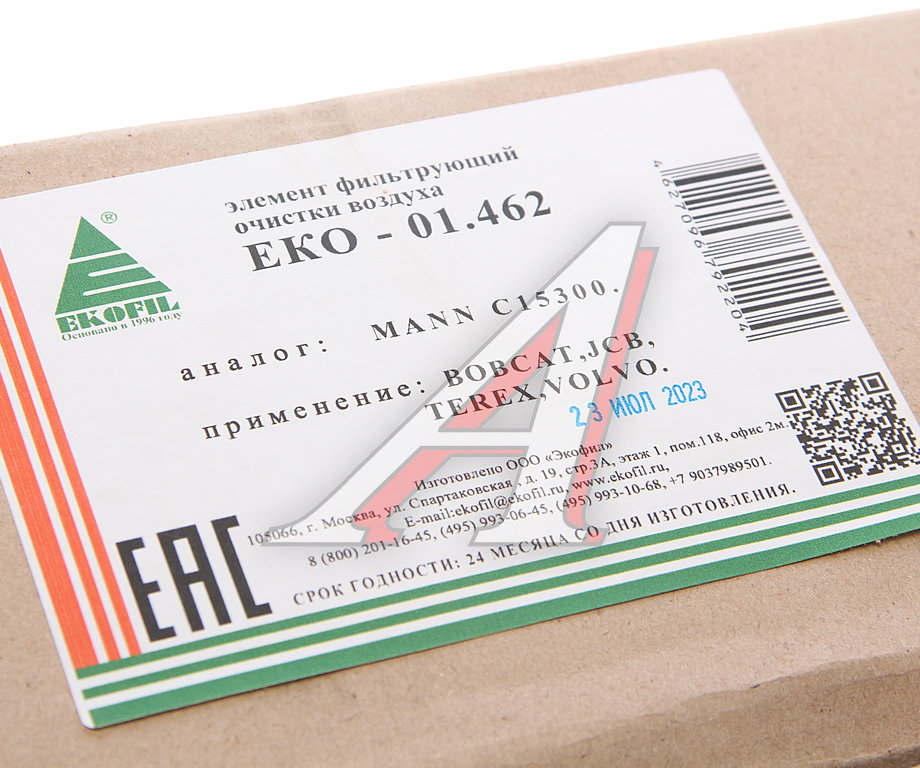 элемент фильтрующий
очистки воздуха
ЕКО - 01.462
®
EKOFIL
Основано в 1996 году
аналог: MANN C15300.
применение: BOBCAT,JCB,
TEREX,VOLVO.
23 ИЮЛ 2023
4627096792204
Изготовлено ООО «Экофил»
105066, г. Москва, ул. Спартаковская, д. 19, стр.3А, этаж 1, пом.118, офис 2м.
E-mail:ekofil@ekofil.ru, www.ekofil.ru,
8 (800) 201-16-45, (495) 993-06-45, (495) 993-10-68, +7 9037989501.
СРОК ГОДНОСТИ: 24 МЕСЯЦА СО ДНЯ ИЗГОТОВЛЕНИЯ.
ЕАС